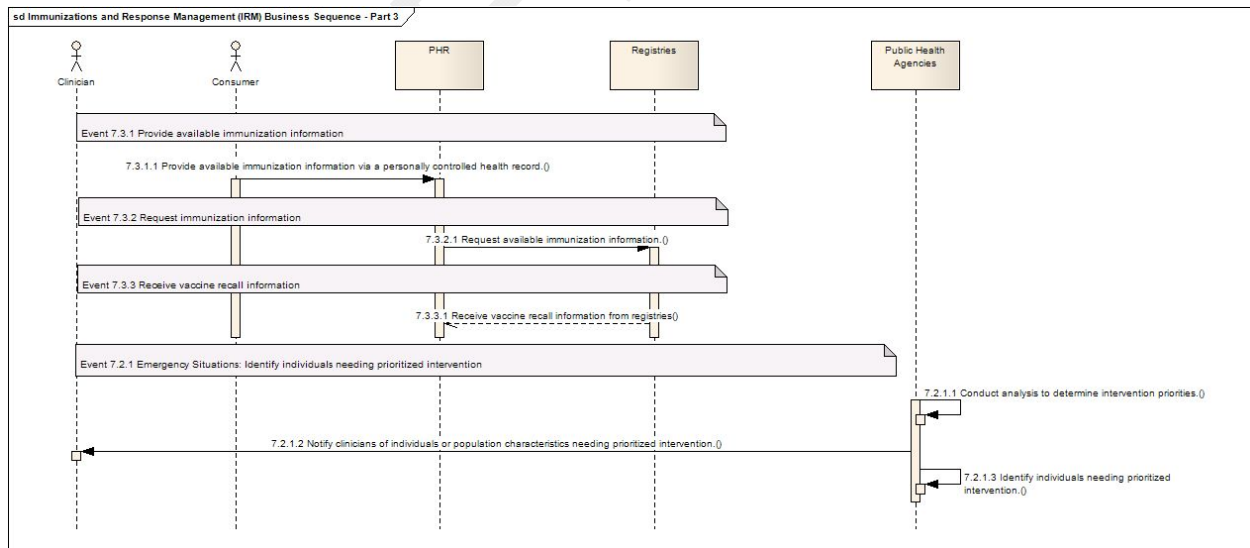 sd Immunizations and Response Management (IRM) Business Sequence - Part 3
Clinician
Consumer
PHR
Registries
Public Health
Agencies
Event 7.3.1 Provide available immunization information
7.3.1.1 Provide available immunization information via a personally controlled health record.()
Event 7.3.2 Request immunization information
7.3.2.1 Request available immunization information.()
Event 7.3.3 Receive vaccine recall information
7.3.3.1 Receive vaccine recall information from registries()
Event 7.2.1 Emergency Situations: Identify individuals needing prioritized intervention
7.2.1.1 Conduct analysis to determine intervention priorities.()
7.2.1.2 Notify clinicians of individuals or population characteristics needing prioritized intervention.()
7.2.1.3 Identify individuals needing prioritized
intervention.()